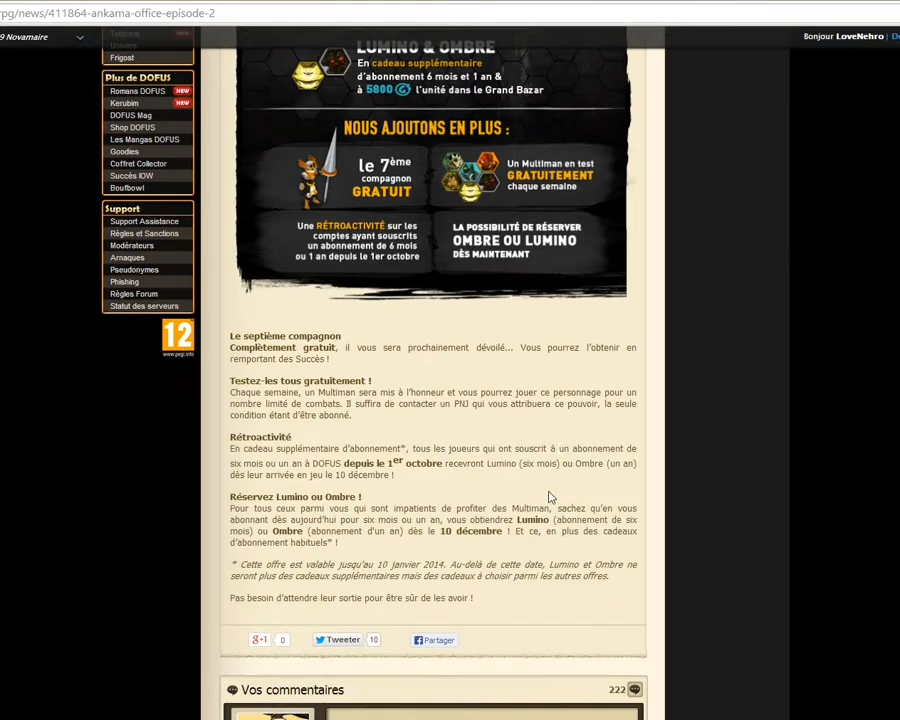 rpg/news/411864-ankama-office-episode-2
9 Novamaire
Bonjour LoveNehro |
Tutoriels NEW
Univers
Frigost
Plus de DOFUS
Romans DOFUS NEW
Kerubim NEW
DOFUS Mag
Shop DOFUS
Les Mangas DOFUS
Goodies
Coffret Collector
Succès IOW
Boufbowl
Support
Support Assistance
Règles et Sanctions
Modérateurs
Arnaques
Pseudonymes
Phishing
Règles Forum
Statut des serveurs
12
www.pegi.info
LUMINO & OMBRE
En cadeau supplémentaire
d'abonnement 6 mois et 1 an &
à 5800 l'unité dans le Grand Bazar
NOUS AJOUTONS EN PLUS :
le 7ème
compagnon
GRATUIT
Un Multiman en test
GRATUITEMENT
chaque semaine
Une RÉTROACTIVITÉ sur les
comptes ayant souscrits
un abonnement de 6 mois
ou 1 an depuis le 1er octobre
LA POSSIBILITÉ DE RÉSERVER
OMBRE OU LUMINO
DÈS MAINTENANT
Le septième compagnon
Complètement gratuit, il vous sera prochainement dévoilé... Vous pourrez l'obtenir en
remportant des Succès !
Testez-les tous gratuitement !
Chaque semaine, un Multiman sera mis à l'honneur et vous pourrez jouer ce personnage pour un
nombre limité de combats. Il suffira de contacter un PNJ qui vous attribuera ce pouvoir, la seule
condition étant d'être abonné.
Rétroactivité
En cadeau supplémentaire d'abonnement*, tous les joueurs qui ont souscrit à un abonnement de
six mois ou un an à DOFUS depuis le 1er octobre recevront Lumino (six mois) ou Ombre (un an)
dès leur arrivée en jeu le 10 décembre !
Réservez Lumino ou Ombre !
Pour tous ceux parmi vous qui sont impatients de profiter des Multiman, sachez qu'en vous
abonnant dès aujourd'hui pour six mois ou un an, vous obtiendrez Lumino (abonnement de six
mois) ou Ombre (abonnement d'un an) dès le 10 décembre ! Et ce, en plus des cadeaux
d'abonnement habituels* !
* Cette offre est valable jusqu'au 10 janvier 2014. Au-delà de cette date, Lumino et Ombre ne
seront plus des cadeaux supplémentaires mais des cadeaux à choisir parmi les autres offres.
Pas besoin d'attendre leur sortie pour être sûr de les avoir !
g+1 0 Tweeter 10 Partager
Vos commentaires 222